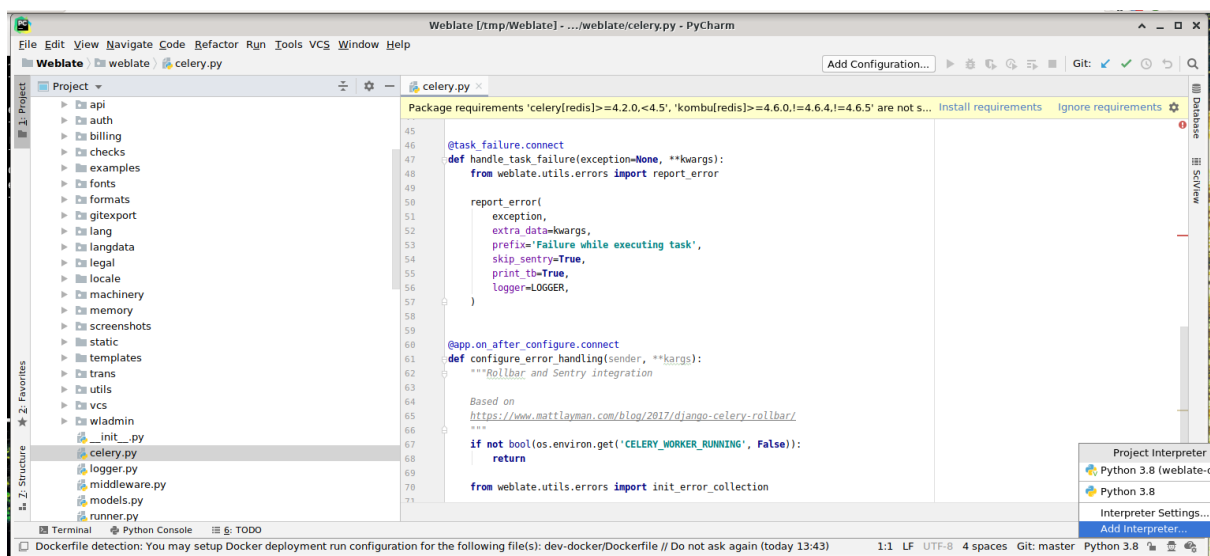 Weblate [/tmp/Weblate] - .../weblate/celery.py - PyCharm
File Edit View Navigate Code Refactor Run Tools VCS Window Help
Weblate weblate celery.py
Add Configuration... Git:
1: Project
Project
celery.py
Package requirements 'celery[redis]>=4.2.0,<4.5', 'kombu[redis]>=4.6.0,!=4.6.4,!=4.6.5' are not s... Install requirements Ignore requirements
api
auth
billing
checks
examples
fonts
formats
gitexport
lang
langdata
legal
locale
machinery
memory
screenshots
static
templates
trans
utils
vcs
wladmin
__init__.py
celery.py
logger.py
middleware.py
models.py
runner.py
2: Favorites
7: Structure
45
46 @task_failure.connect
47 def handle_task_failure(exception=None, **kwargs):
48 from weblate.utils.errors import report_error
49
50 report_error(
51 exception,
52 extra_data=kwargs,
53 prefix='Failure while executing task',
54 skip_sentry=True,
55 print_tb=True,
56 logger=LOGGER,
57 )
58
59
60 @app.on_after_configure.connect
61 def configure_error_handling(sender, **kargs):
62 """Rollbar and Sentry integration
63
64 Based on
65 https://www.mattlayman.com/blog/2017/django-celery-rollbar/
66 """
67 if not bool(os.environ.get('CELERY_WORKER_RUNNING', False)):
68 return
69
70 from weblate.utils.errors import init_error_collection
71
Database
SciView
Project Interpreter
Python 3.8 (weblate-
Python 3.8
Interpreter Settings...
Add Interpreter...
Terminal Python Console 6: TODO
Dockerfile detection: You may setup Docker deployment run configuration for the following file(s): dev-docker/Dockerfile // Do not ask again (today 13:43) 1:1 LF UTF-8 4 spaces Git: master Python 3.8